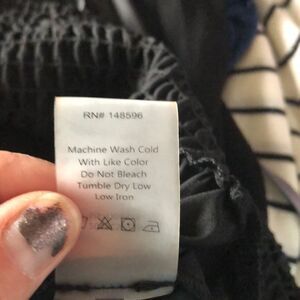 RN# 148596
Machine Wash Cold
With Like Color
Do Not Bleach
Tumble Dry Low
Low Iron